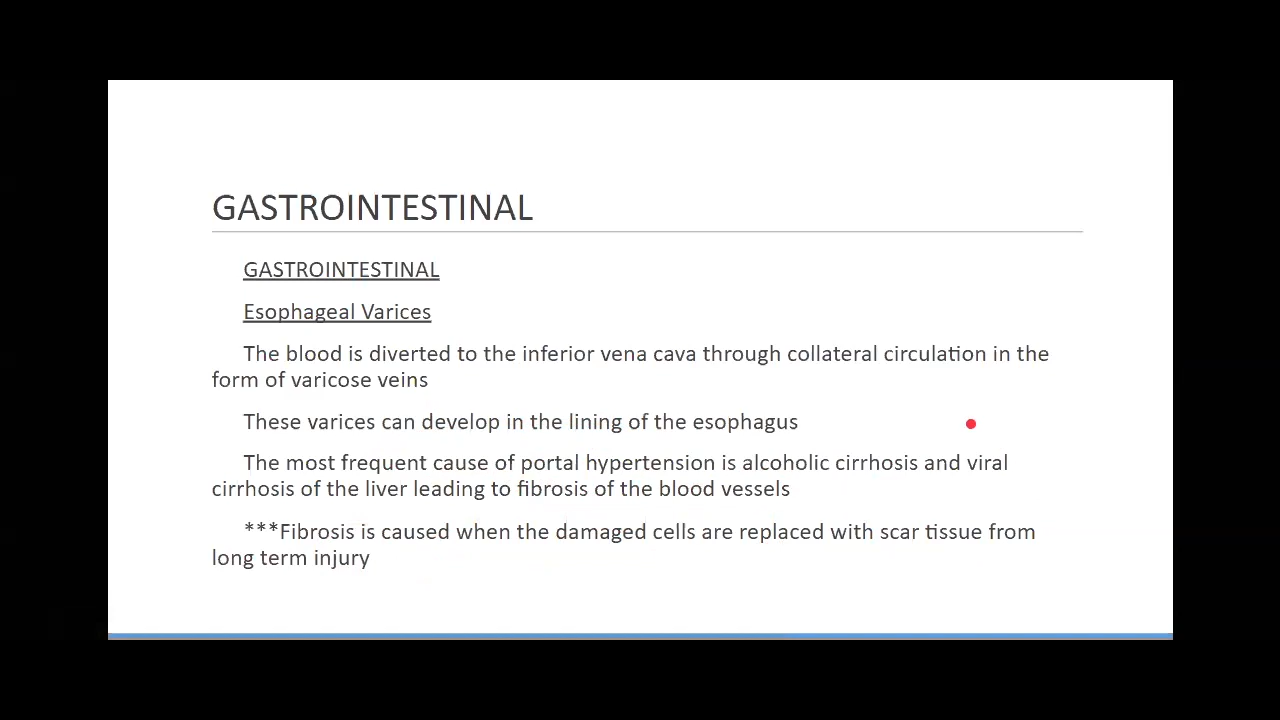 GASTROINTESTINAL
GASTROINTESTINAL
Esophageal Varices
The blood is diverted to the inferior vena cava through collateral circulation in the
form of varicose veins
These varices can develop in the lining of the esophagus
The most frequent cause of portal hypertension is alcoholic cirrhosis and viral
cirrhosis of the liver leading to fibrosis of the blood vessels
***Fibrosis is caused when the damaged cells are replaced with scar tissue from
long term injury